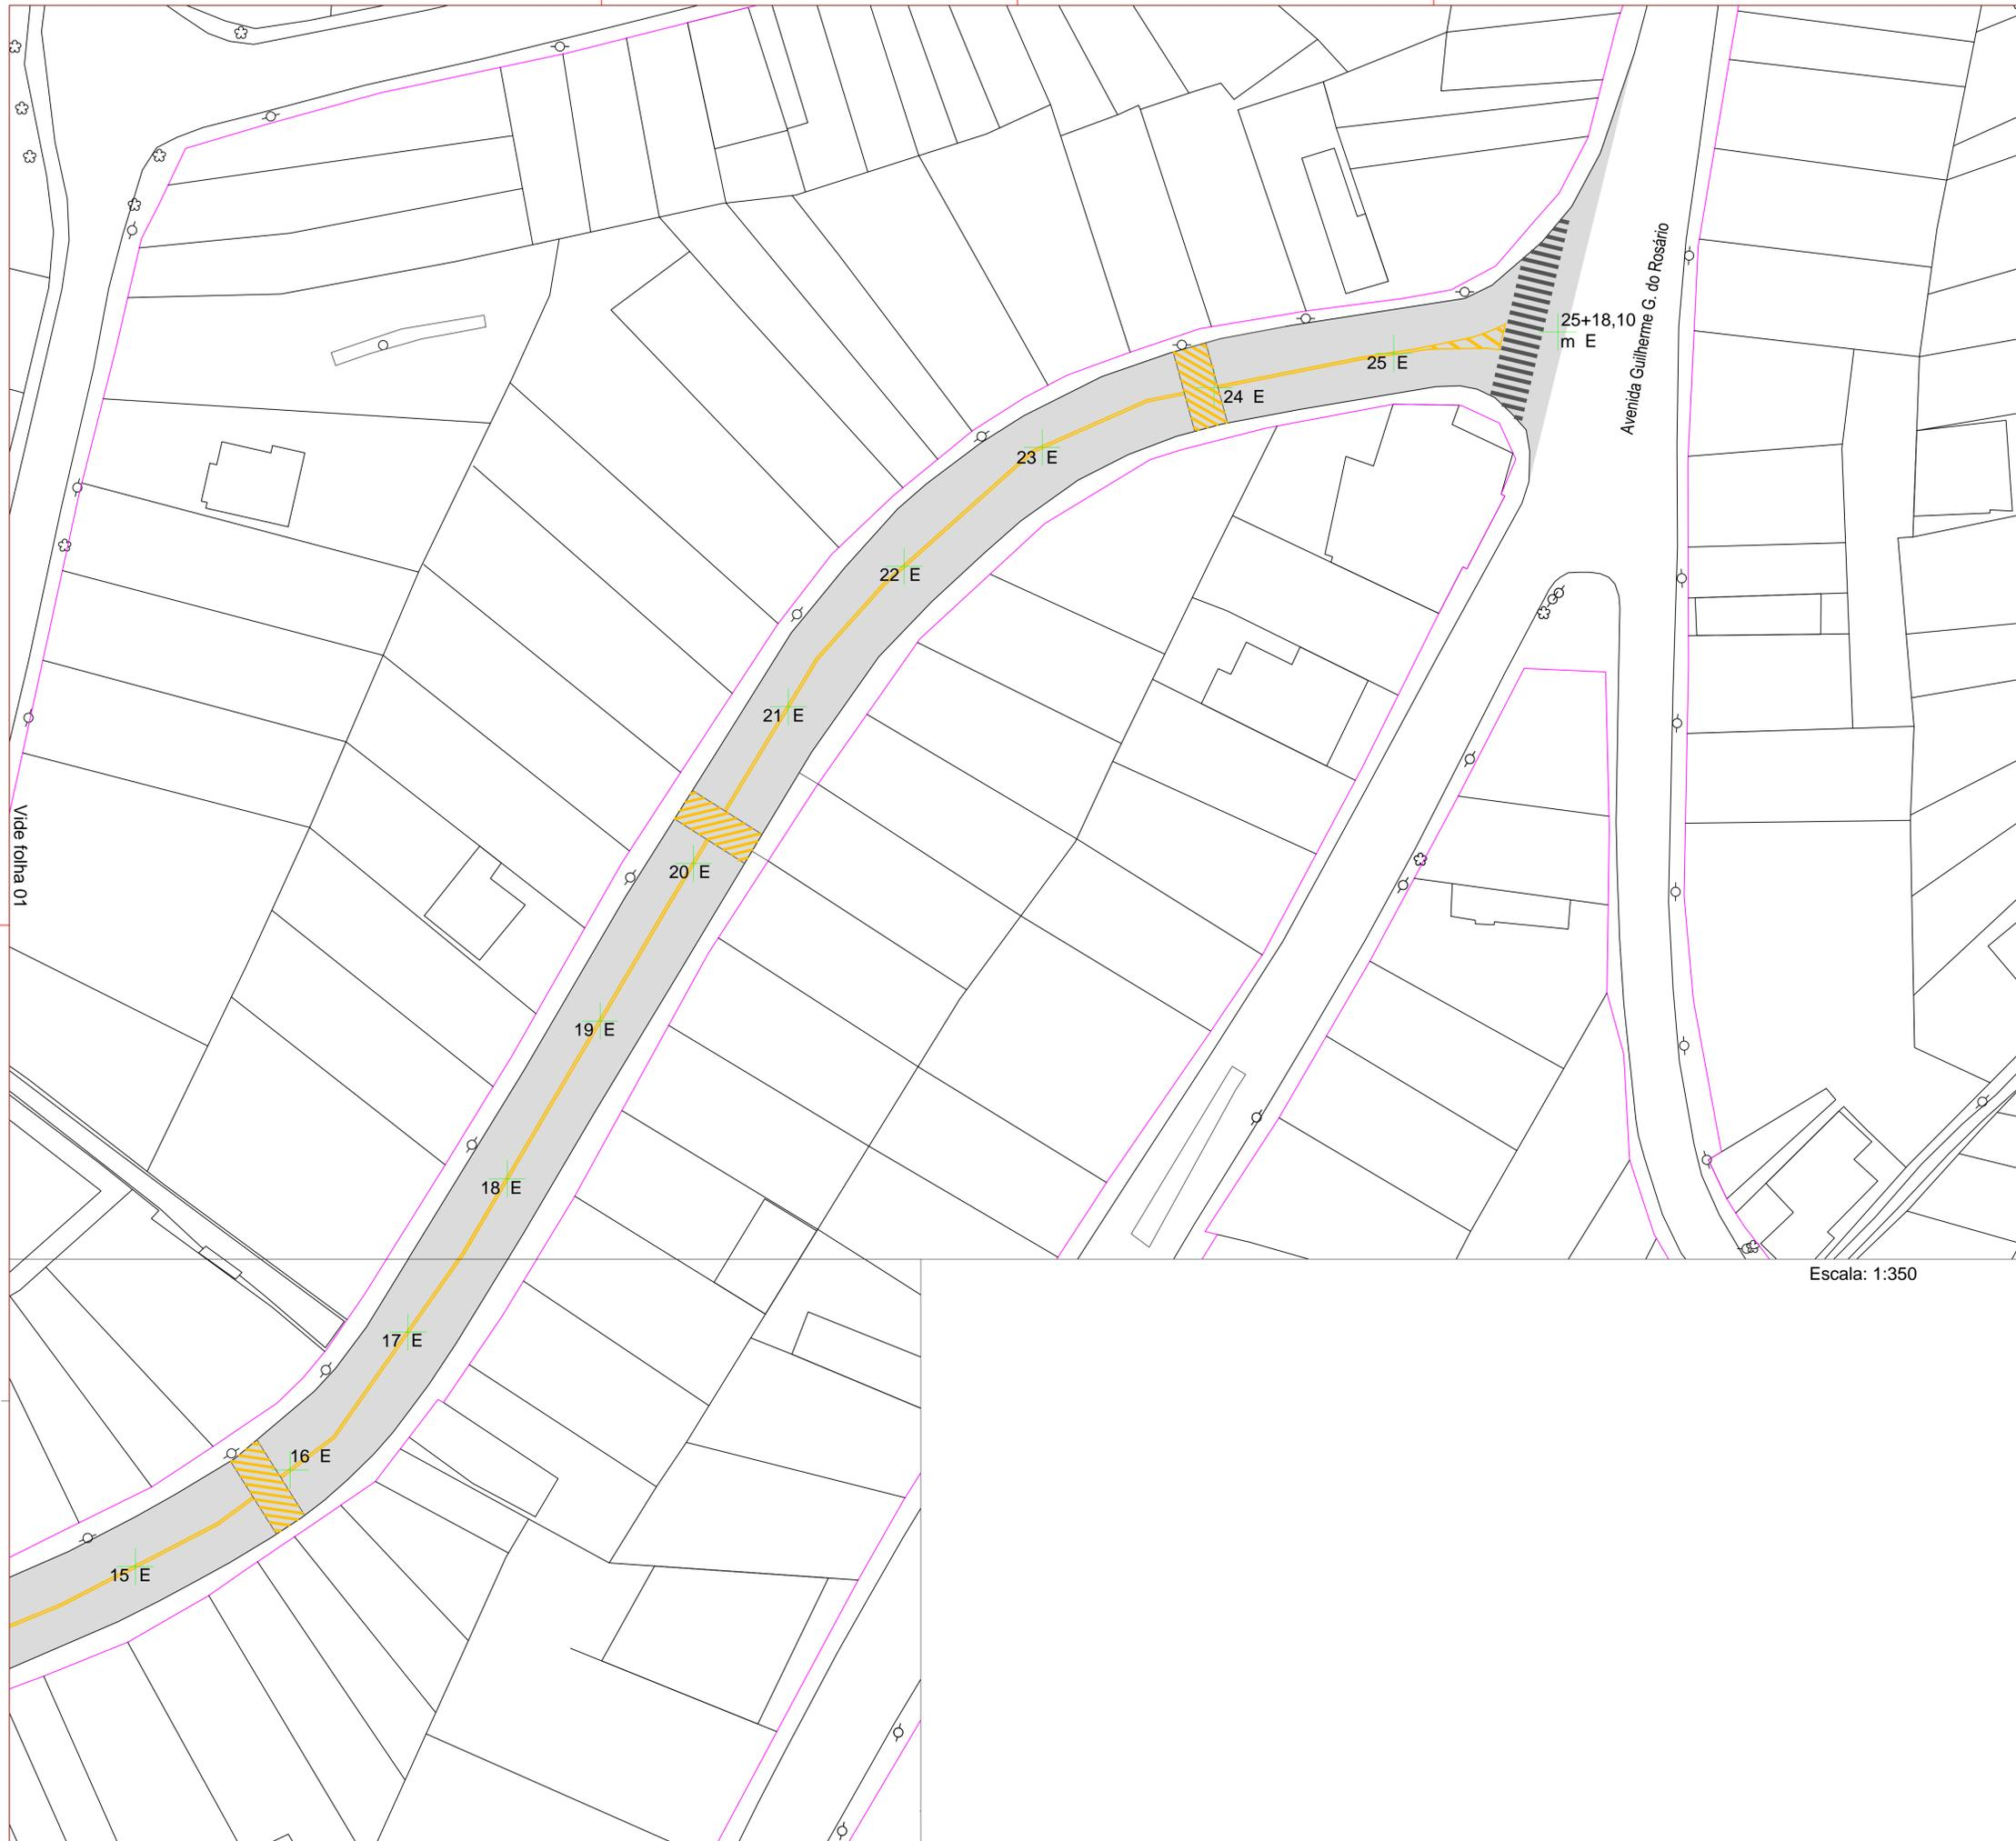 Avenida Guilherme G. do Rosário
25+18,10
m E
25 E
24 E
23 E
22 E
21 E
20 E
Vide folha 01
19 E
18 E
Escala: 1:350
17 E
16 E
15 E